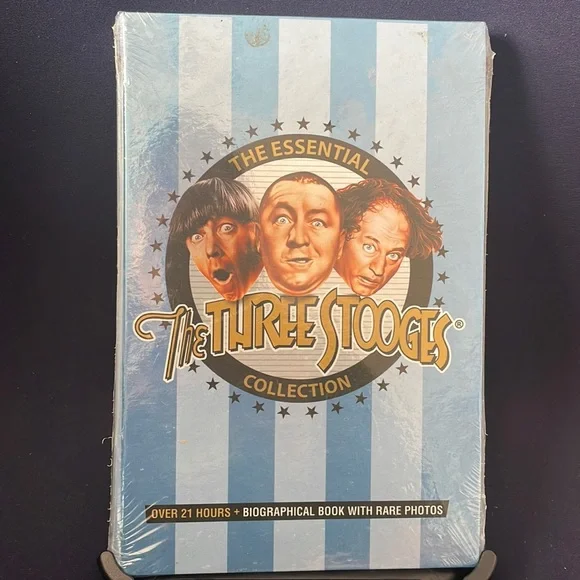 THE ESSENTIAL
THE THREE STOOGES®
COLLECTION
OVER 21 HOURS + BIOGRAPHICAL BOOK WITH RARE PHOTOS